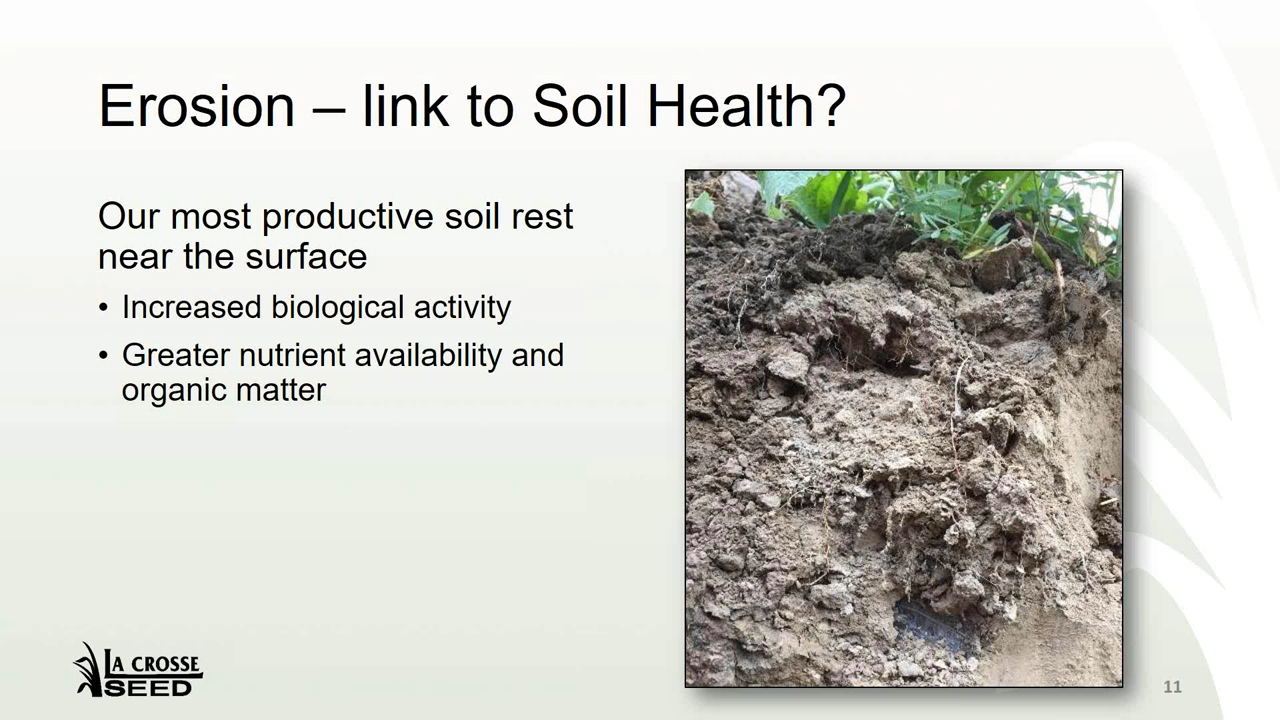 Erosion – link to Soil Health?
Our most productive soil rest
near the surface
• Increased biological activity
• Greater nutrient availability and
organic matter
LA CROSSE
SEED
11